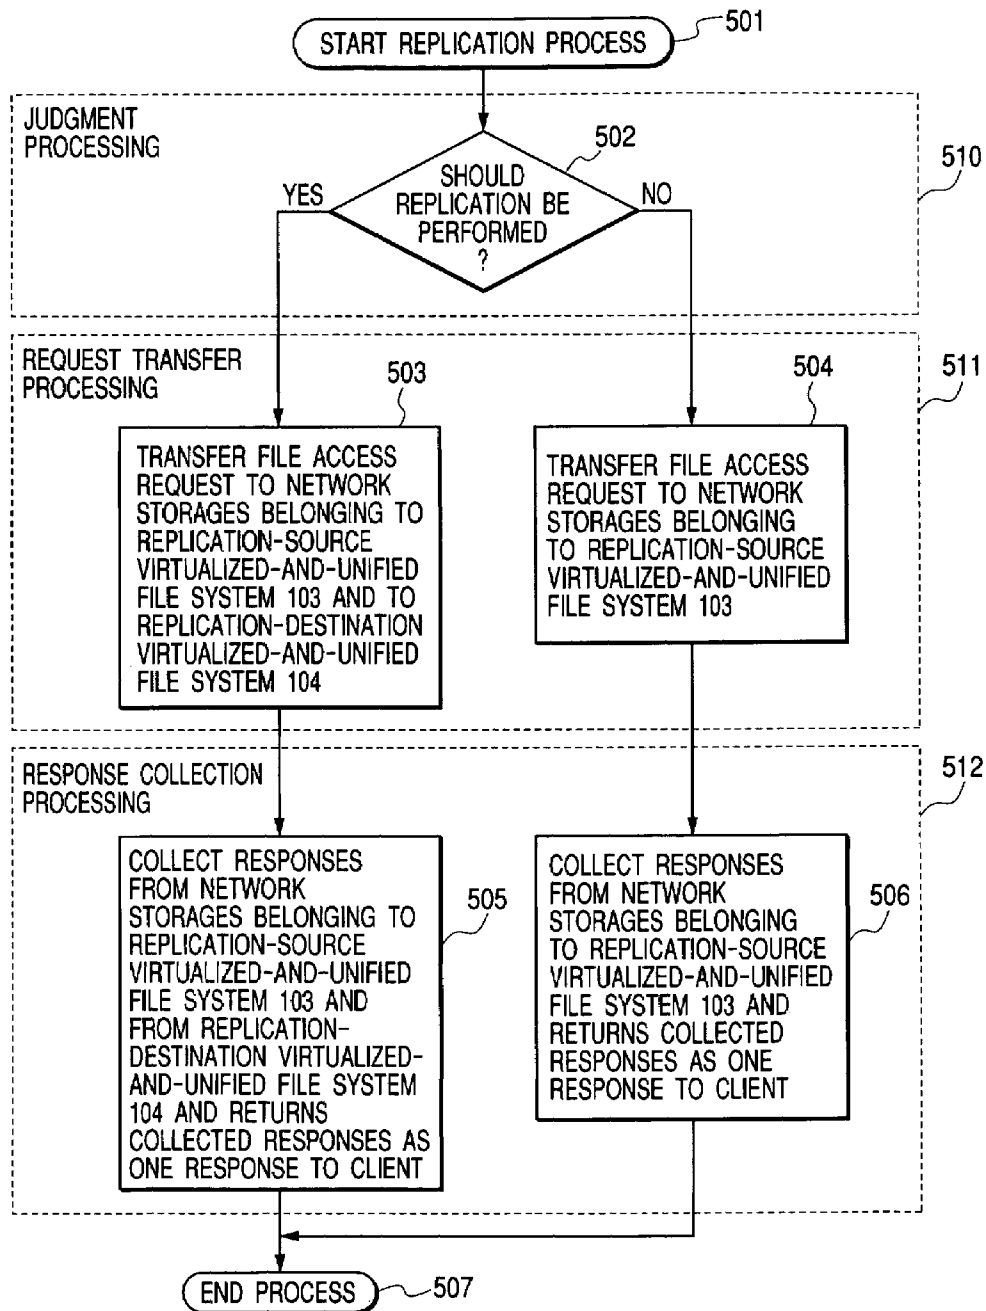 START REPLICATION PROCESS
501
JUDGMENT
PROCESSING
502
510
SHOULD
REPLICATION BE
PERFORMED
?
YES
NO
REQUEST TRANSFER
PROCESSING
503
504
511
TRANSFER FILE ACCESS
REQUEST TO NETWORK
STORAGES BELONGING TO
REPLICATION-SOURCE
VIRTUALIZED-AND-UNIFIED
FILE SYSTEM 103 AND TO
REPLICATION-DESTINATION
VIRTUALIZED-AND-UNIFIED
FILE SYSTEM 104
TRANSFER FILE ACCESS
REQUEST TO NETWORK
STORAGES BELONGING
TO REPLICATION-SOURCE
VIRTUALIZED-AND-UNIFIED
FILE SYSTEM 103
RESPONSE COLLECTION
PROCESSING
512
COLLECT RESPONSES
FROM NETWORK
STORAGES BELONGING TO
REPLICATION-SOURCE
VIRTUALIZED-AND-UNIFIED
FILE SYSTEM 103 AND
FROM REPLICATION-
DESTINATION VIRTUALIZED-
AND-UNIFIED FILE SYSTEM
104 AND RETURNS
COLLECTED RESPONSES AS
ONE RESPONSE TO CLIENT
505
COLLECT RESPONSES
FROM NETWORK
STORAGES BELONGING
TO REPLICATION-SOURCE
VIRTUALIZED-AND-UNIFIED
FILE SYSTEM 103 AND
RETURNS COLLECTED
RESPONSES AS ONE
RESPONSE TO CLIENT
506
END PROCESS
507